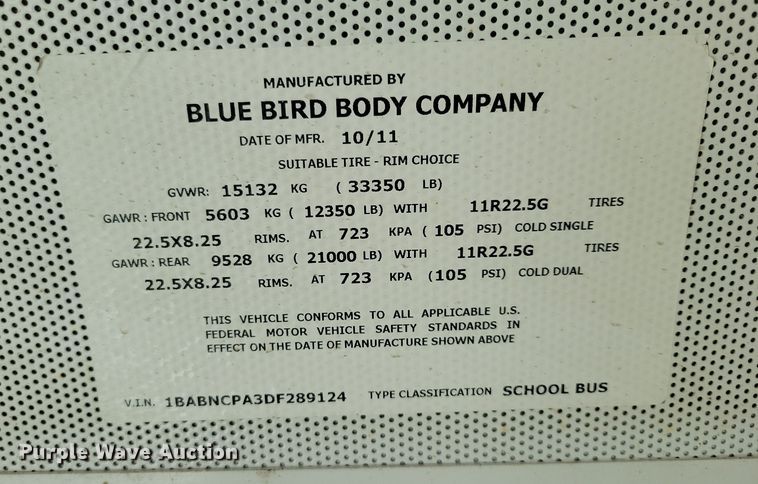 MANUFACTURED BY
BLUE BIRD BODY COMPANY
DATE OF MFR. 10/11
SUITABLE TIRE - RIM CHOICE
GVWR: 15132 KG ( 33350 LB)
GAWR : FRONT 5603 KG ( 12350 LB) WITH 11R22.5G TIRES
22.5X8.25 RIMS. AT 723 KPA ( 105 PSI) COLD SINGLE
GAWR : REAR 9528 KG ( 21000 LB) WITH 11R22.5G TIRES
22.5X8.25 RIMS. AT 723 KPA (105 PSI) COLD DUAL
THIS VEHICLE CONFORMS TO ALL APPLICABLE U.S.
FEDERAL MOTOR VEHICLE SAFETY STANDARDS IN
EFFECT ON THE DATE OF MANUFACTURE SHOWN ABOVE
V.I.N. 1BABNCPA3DF289124 TYPE CLASSIFICATION SCHOOL BUS
Purple Wave Auction